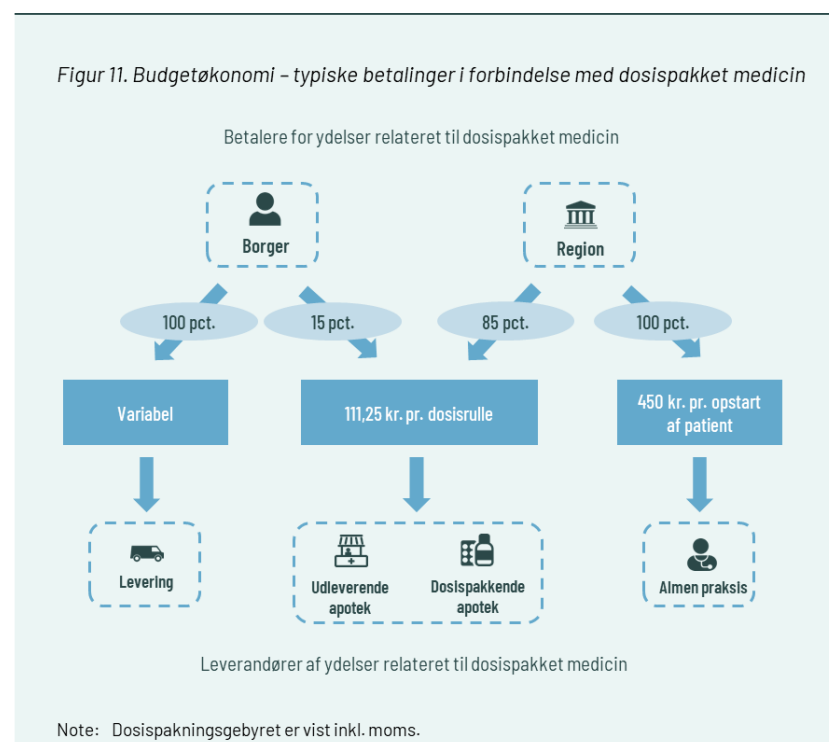 Figur 11. Budgetøkonomi – typiske betalinger i forbindelse med dosispakket medicin
Betalere for ydelser relateret til dosispakket medicin
Borger
Region
100 pct.
15 pct.
85 pct.
100 pct.
Variabel
111,25 kr. pr. dosisrulle
450 kr. pr. opstart
af patient
Levering
Udleverende
apotek
Dosispakkende
apotek
Almen praksis
Leverandører af ydelser relateret til dosispakket medicin
Note: Dosispakningsgebyret er vist inkl. moms.